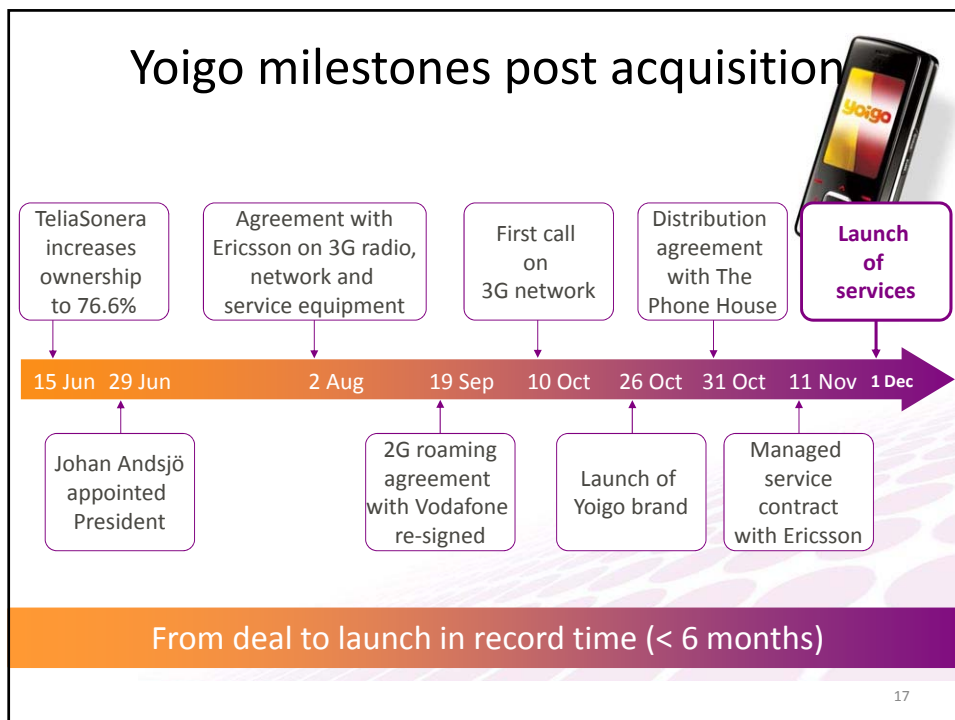 Yoigo milestones post acquisition
yoigo
TeliaSonera
increases
ownership
to 76.6%
Agreement with
Ericsson on 3G radio,
network and
service equipment
First call
on
3G network
Distribution
agreement
with The
Phone House
Launch
of
services
15 Jun 29 Jun 2 Aug 19 Sep 10 Oct 26 Oct 31 Oct 11 Nov 1 Dec
Johan Andsjö
appointed
President
2G roaming
agreement
with Vodafone
re-signed
Launch of
Yoigo brand
Managed
service
contract
with Ericsson
From deal to launch in record time (< 6 months)
17